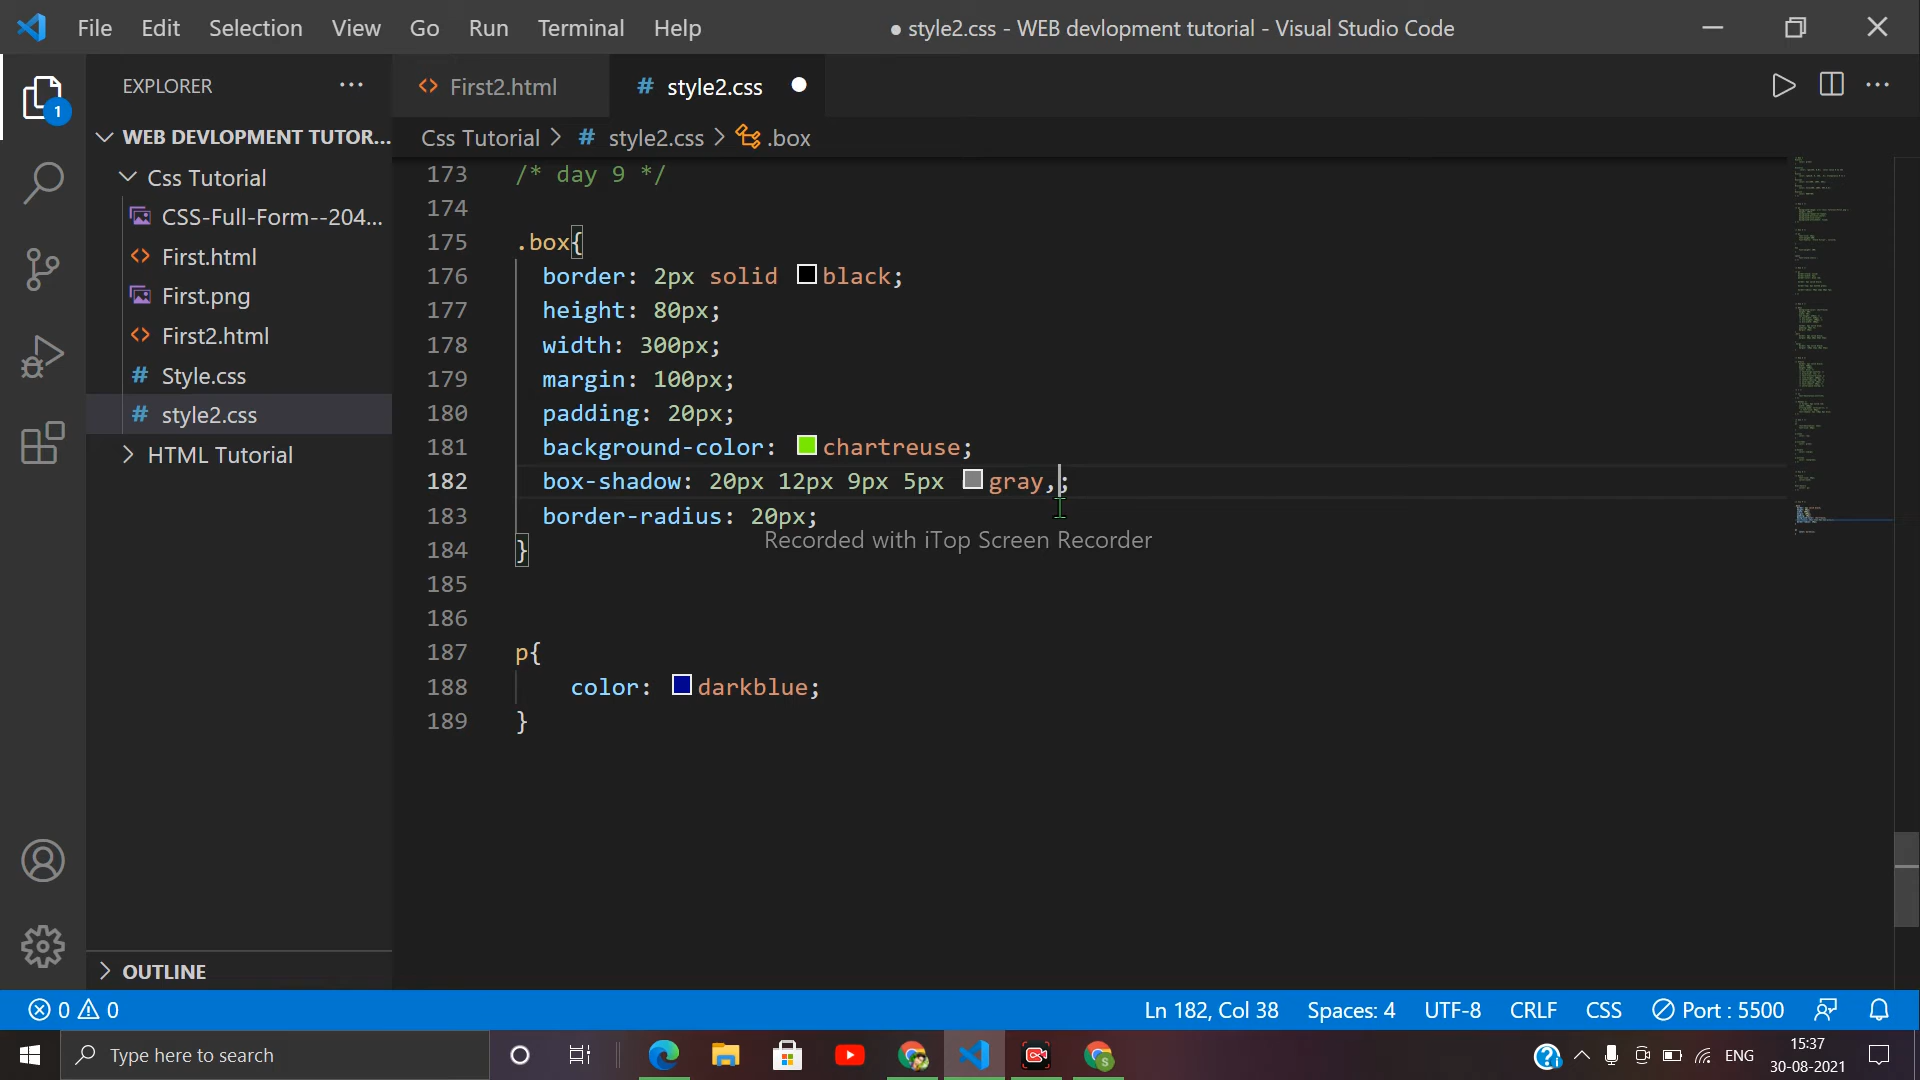 File Edit Selection View Go Run Terminal Help ● style2.css - WEB devlopment tutorial - Visual Studio Code
EXPLORER ···
<> First2.html # style2.css ● ···
1
WEB DEVLOPMENT TUTOR...
Css Tutorial > # style2.css > .box
Css Tutorial
CSS-Full-Form--204...
<> First.html
First.png
<> First2.html
# Style.css
# style2.css
HTML Tutorial
OUTLINE
173 /* day 9 */
174
175 .box{
176 border: 2px solid black;
177 height: 80px;
178 width: 300px;
179 margin: 100px;
180 padding: 20px;
181 background-color: chartreuse;
182 box-shadow: 20px 12px 9px 5px gray,;
183 border-radius: 20px;
184 }
Recorded with iTop Screen Recorder
185
186
187 p{
188 color: darkblue;
189 }
0 0 Ln 182, Col 38 Spaces: 4 UTF-8 CRLF CSS Port : 5500
Type here to search ENG 15:37
30-08-2021